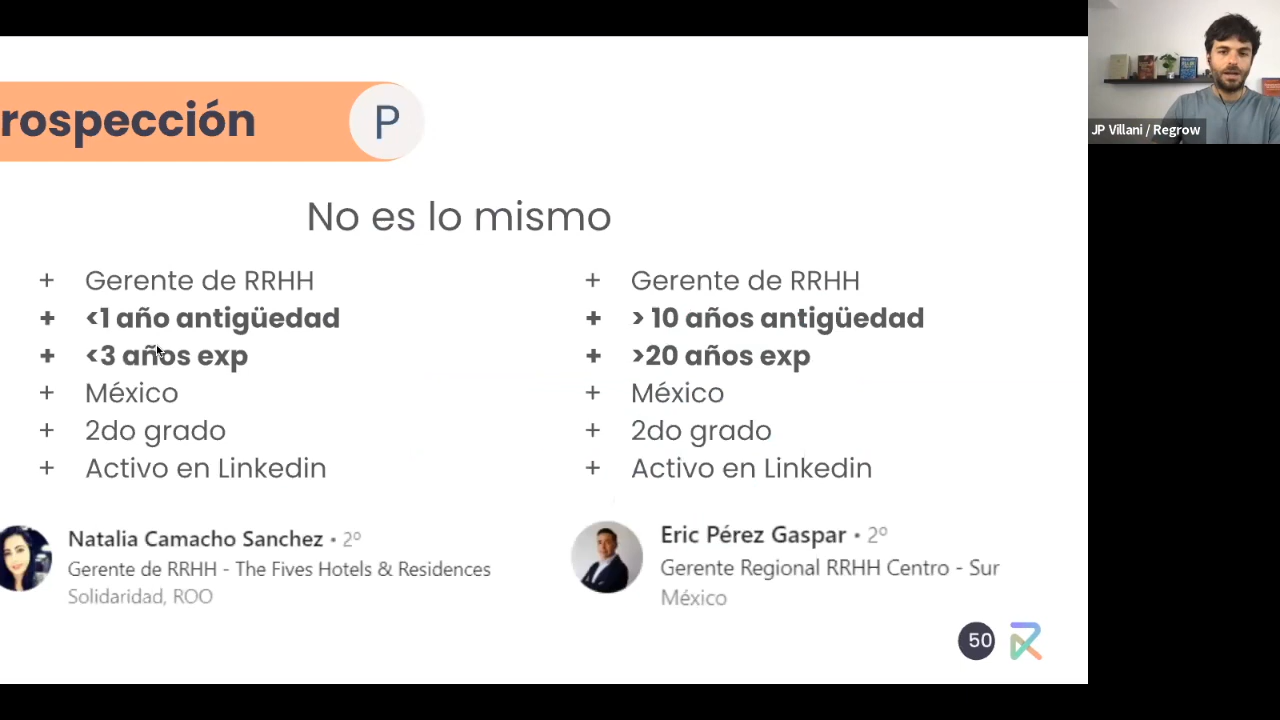 rospección
P
No es lo mismo
+ Gerente de RRHH
+ <1 año antigüedad
+ <3 años exp
+ México
+ 2do grado
+ Activo en Linkedin
Natalia Camacho Sanchez • 2º
Gerente de RRHH - The Fives Hotels & Residences
Solidaridad, ROO
+ Gerente de RRHH
+ > 10 años antigüedad
+ >20 años exp
+ México
+ 2do grado
+ Activo en Linkedin
Eric Pérez Gaspar • 2º
Gerente Regional RRHH Centro - Sur
México
50
JP Villani / Regrow